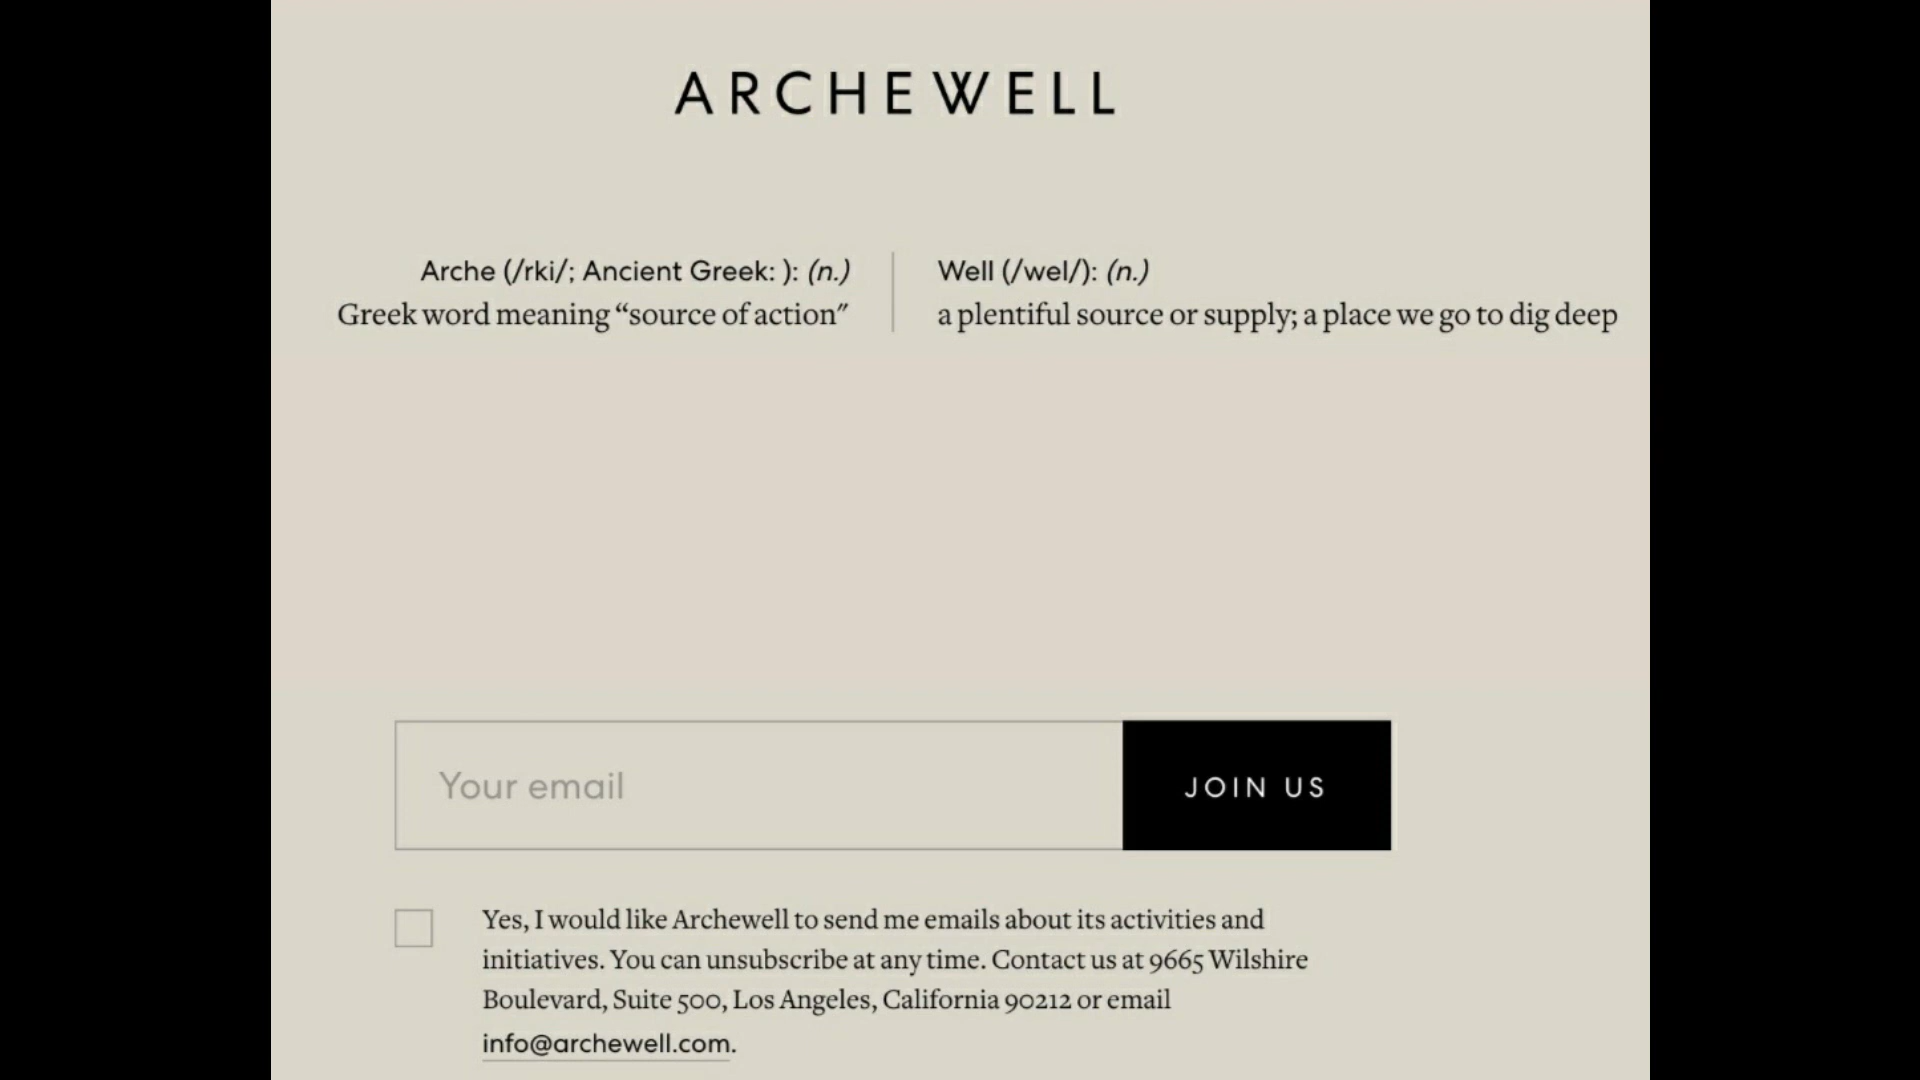 ARCHEWELL
Arche (/rki/; Ancient Greek: ): (n.)
Greek word meaning “source of action"
Well (/wel/): (n.)
a plentiful source or supply; a place we go to dig deep
Your email
JOIN US
Yes, I would like Archewell to send me emails about its activities and
initiatives. You can unsubscribe at any time. Contact us at 9665 Wilshire
Boulevard, Suite 500, Los Angeles, California 90212 or email
info@archewell.com.